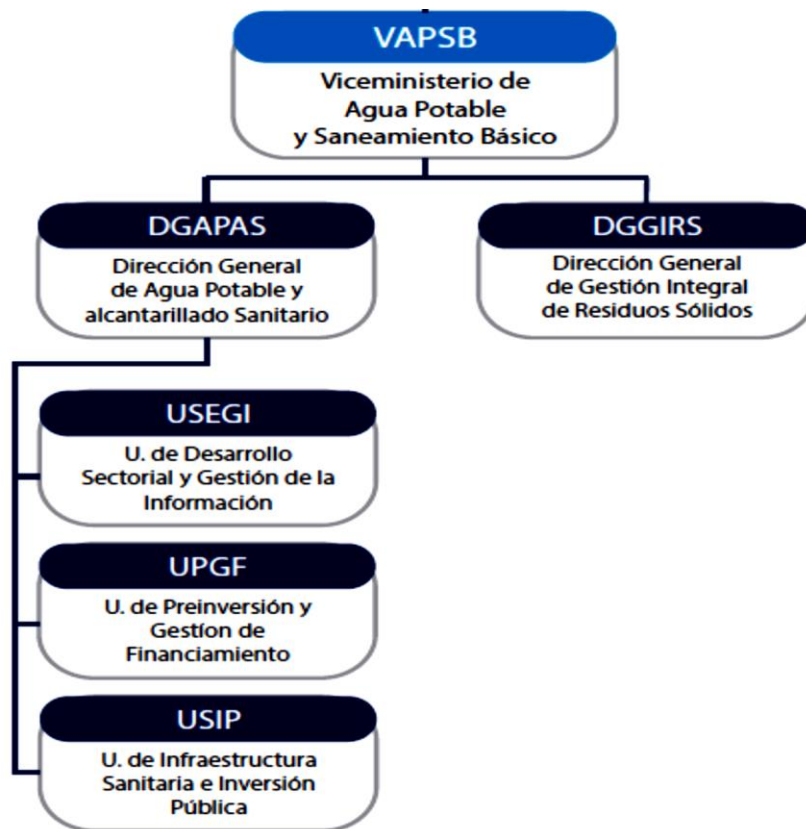 VAPSB
Viceministerio de
Agua Potable
y Saneamiento Básico
DGAPAS
Dirección General
de Agua Potable y
alcantarillado Sanitario
DGGIRS
Dirección General
de Gestión Integral
de Residuos Sólidos
USEGI
U. de Desarrollo
Sectorial y Gestión de la
Información
UPGF
U. de Preinversión y
Gestíon de
Financiamiento
USIP
U. de Infraestructura
Sanitaria e Inversión
Pública